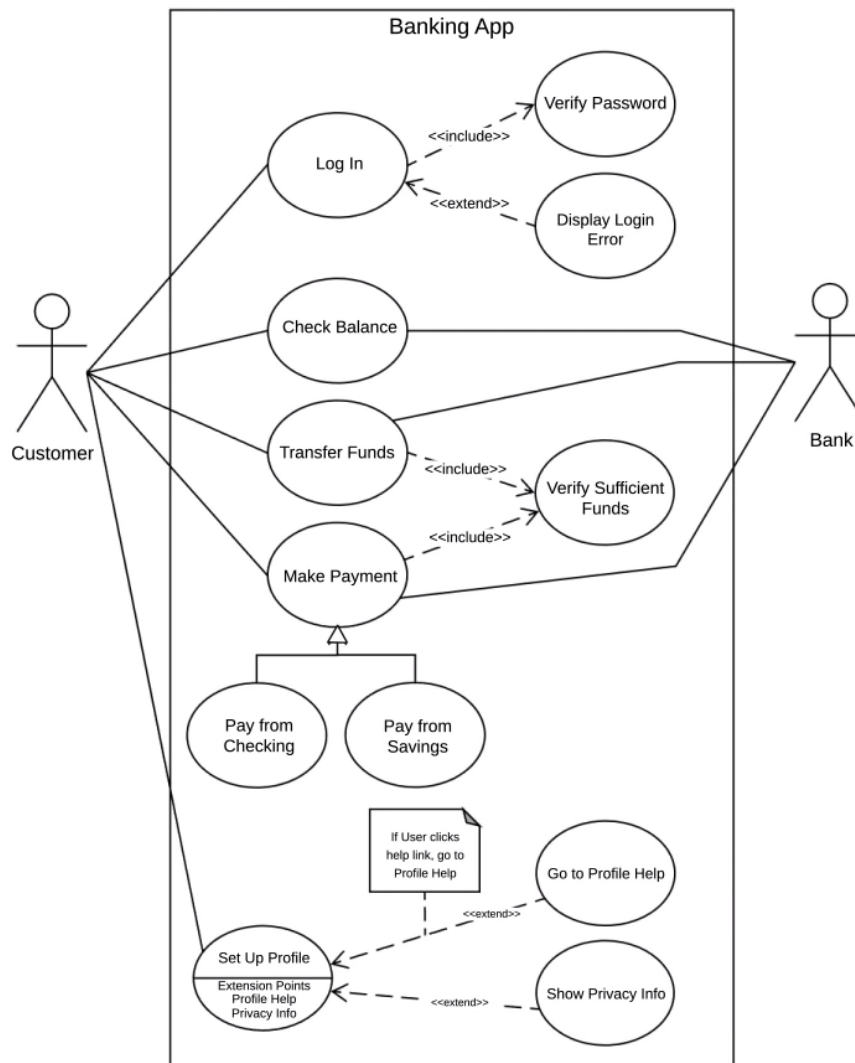 Banking App
Verify Password
<<include>>
Log In
<<extend>>
Display Login
Error
Check Balance
Customer
Transfer Funds
Bank
<<include>>
Verify Sufficient
Funds
<<include>>
Make Payment
Pay from
Checking
Pay from
Savings
If User clicks
help link, go to
Profile Help
Go to Profile Help
<<extend>>
Set Up Profile
Extension Points
Profile Help
Privacy Info
<<extend>>
Show Privacy Info